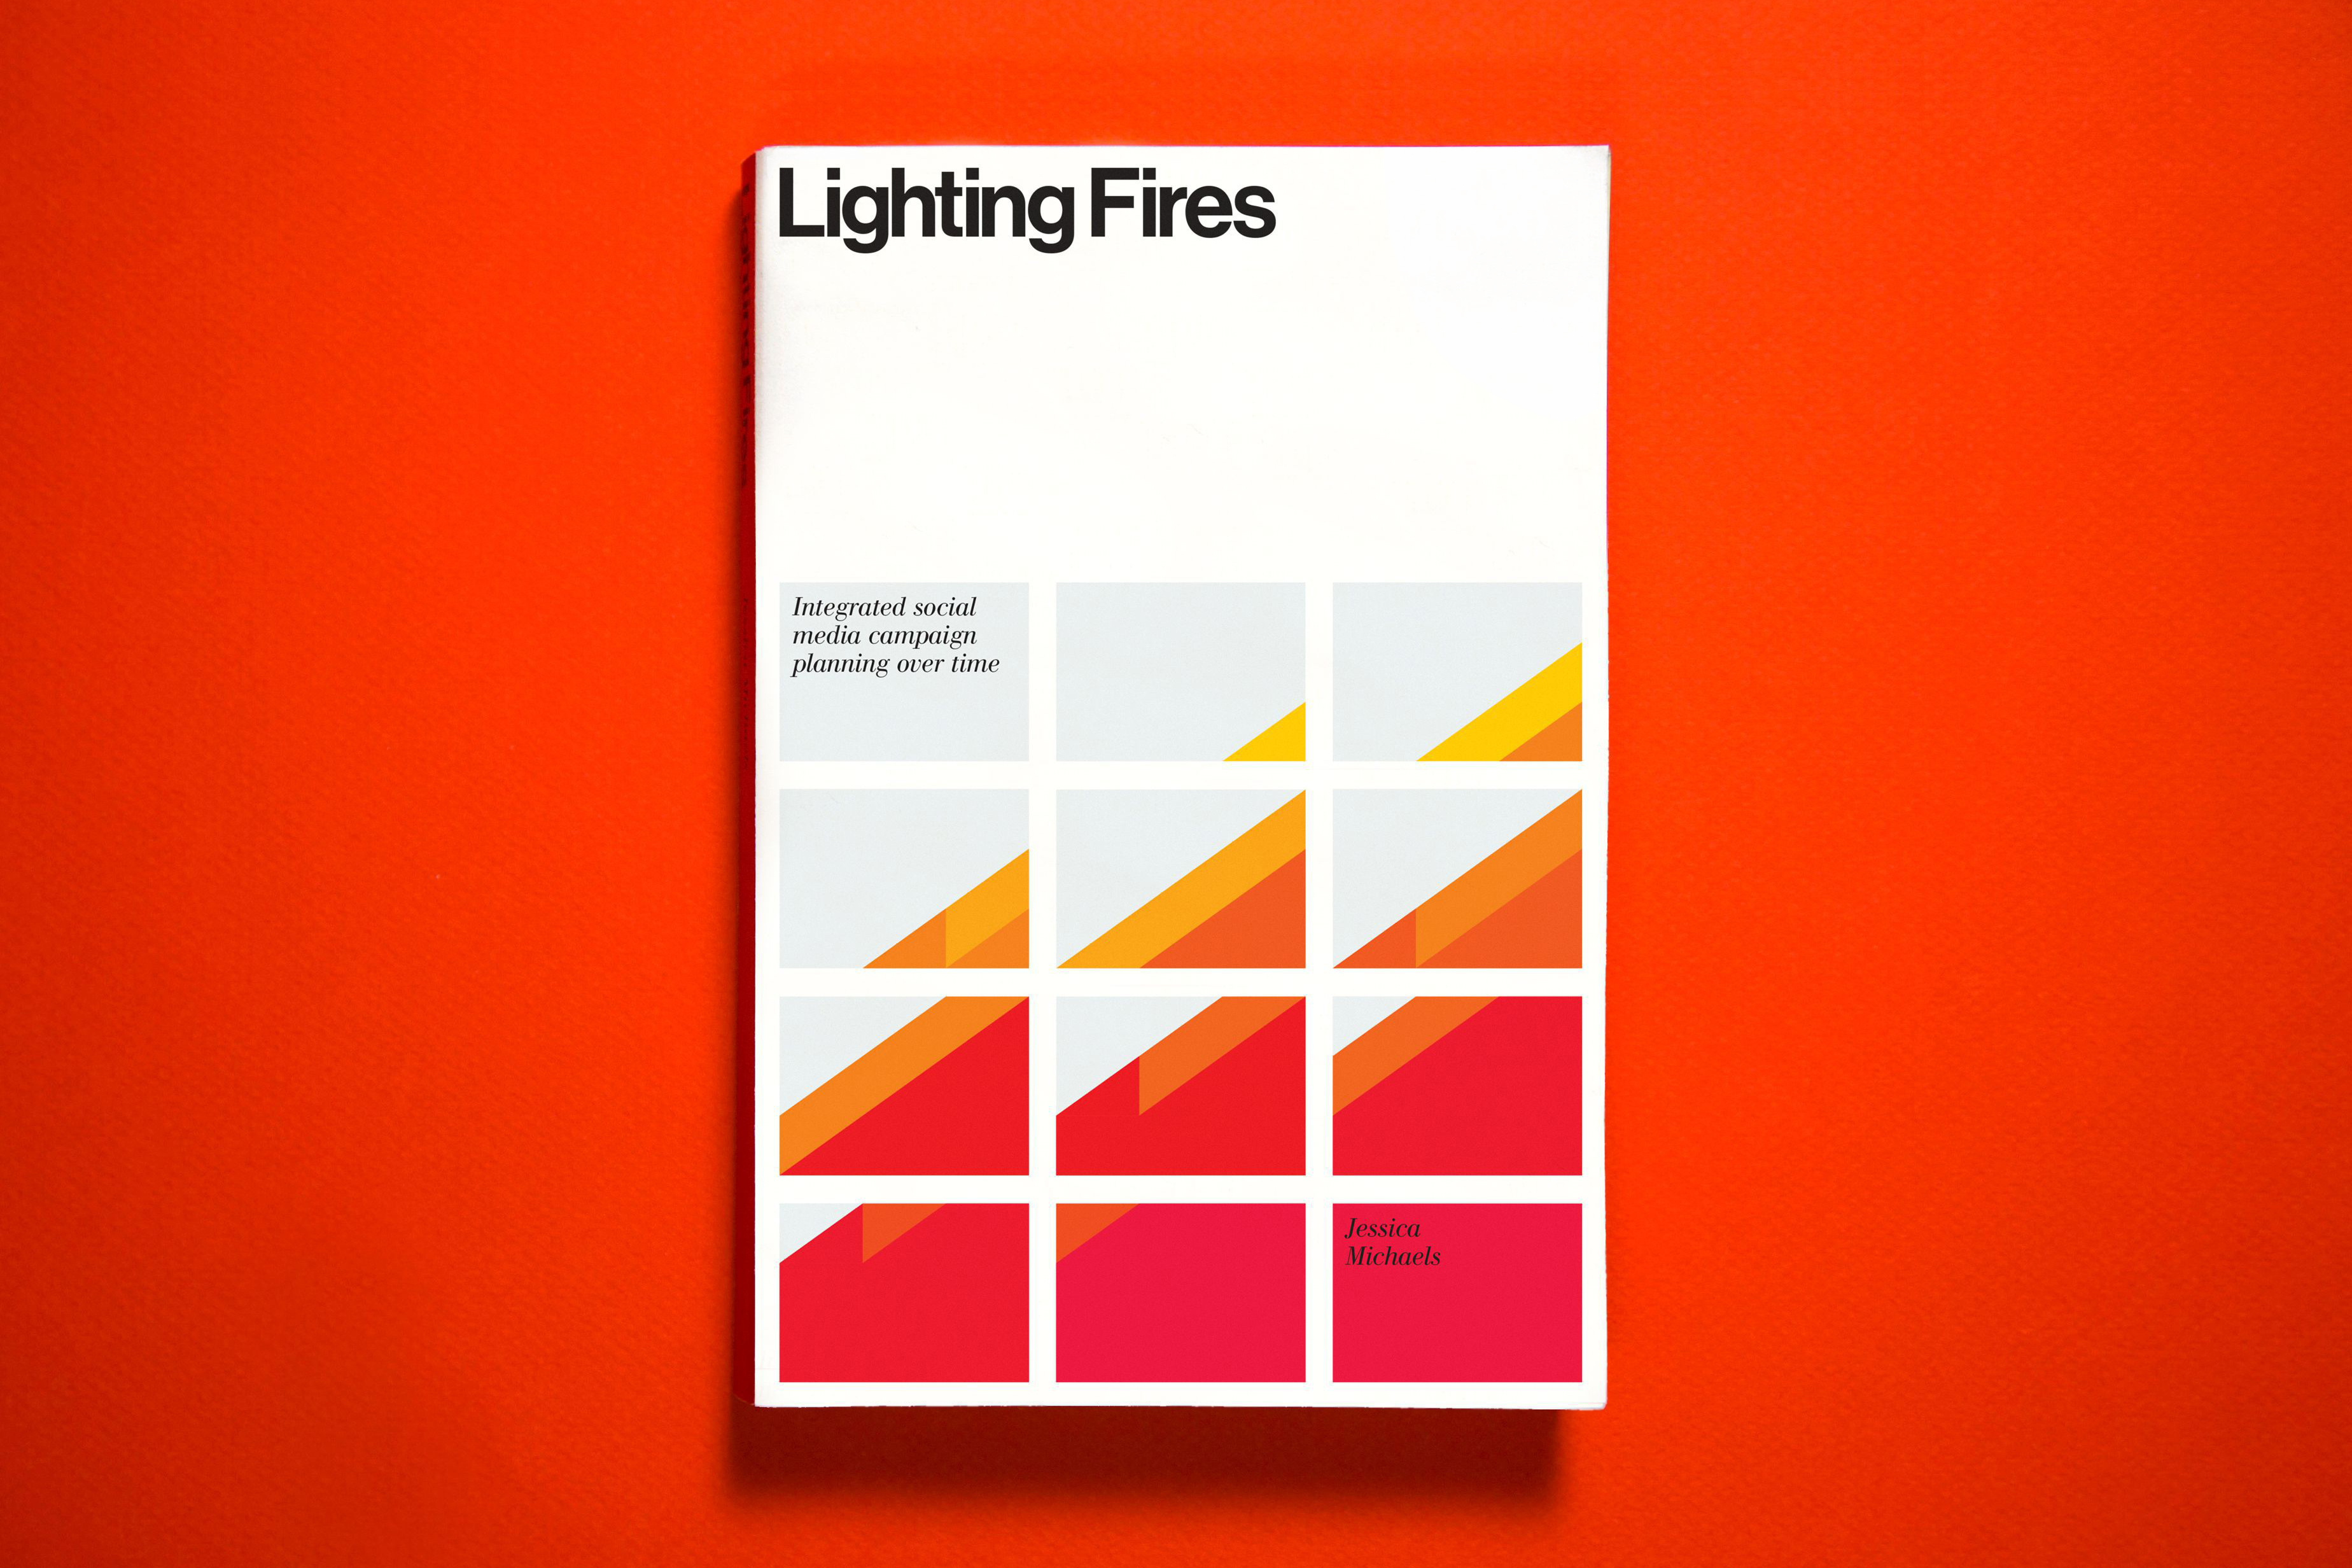 Lighting Fires
Integrated social
media campaign
planning over time
Jessica
Michaels